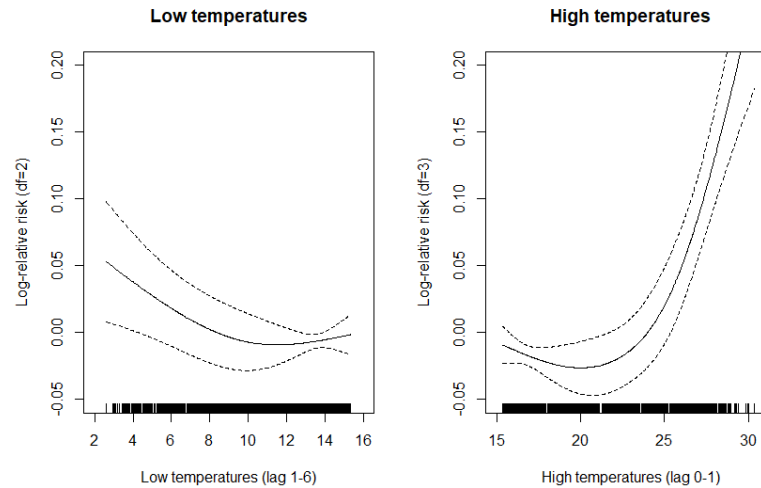 Low temperatures
Log-relative risk (df=2)
0.20
0.15
0.10
0.05
0.00
-0.05
2 4 6 8 10 12 14 16
Low temperatures (lag 1-6)
High temperatures
Log-relative risk (df=3)
0.20
0.15
0.10
0.05
0.00
-0.05
15 20 25 30
High temperatures (lag 0-1)